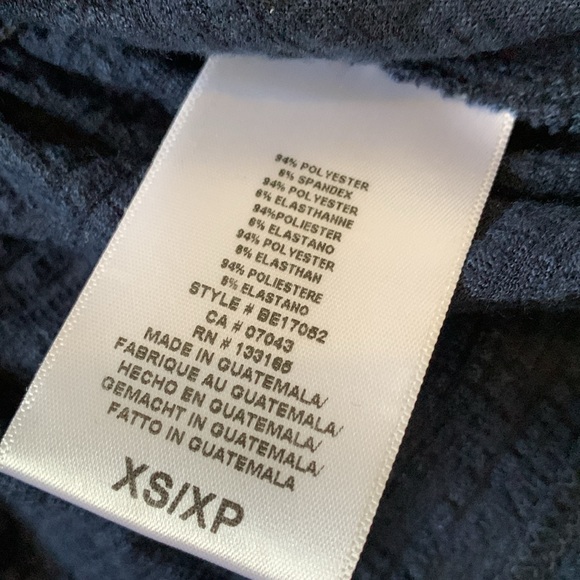 94% POLYESTER
6% SPANDEX
94% POLYESTER
6% ELASTHANNE
94%POLIESTER
6% ELASTANO
94% POLYESTER
6% ELASTHAN
94% POLIESTERE
6% ELASTANO
STYLE # BE17052
CA # 07043
RN # 133165
MADE IN GUATEMALA/
FABRIQUE AU GUATEMALA/
HECHO EN GUATEMALA/
GEMACHT IN GUATEMALA/
FATTO IN GUATEMALA
XS/XP